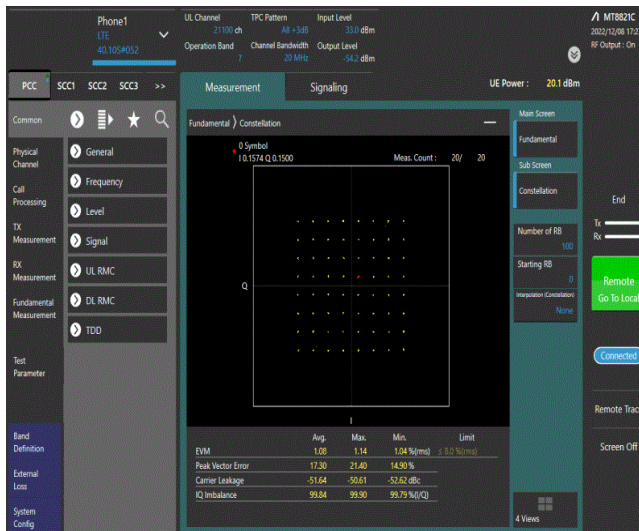 Phone1
LTE
40.10S#052
UL Channel TPC Pattern Input Level
21100 ch All +3dB 33.0 dBm
Operation Band Channel Bandwidth Output Level
7 20 MHz -54.2 dBm
MT8821C
2022/12/08 17:27
RF Output : On
PCC SCC1 SCC2 SCC3 >>
Measurement Signaling UE Power : 20.1 dBm
Common
Physical
Channel
Call
Processing
TX
Measurement
RX
Measurement
Fundamental
Measurement
Test
Parameter
Band
Definition
External
Loss
System
Config
General
Frequency
Level
Signal
UL RMC
DL RMC
TDD
Fundamental Constellation
0 Symbol
I 0.1574 Q 0.1500 Meas. Count : 20/ 20
Q
I
Avg. Max. Min. Limit
EVM 1.08 1.14 1.04 %(rms) ≤ 8.0 %(rms)
Peak Vector Error 17.30 21.40 14.90 %
Carrier Leakage -51.64 -50.61 -52.62 dBc
IQ Imbalance 99.84 99.90 99.79 %(I/Q)
Main Screen
Fundamental
Sub Screen
Constellation
Number of RB
100
Starting RB
0
Interpolation (Constellation)
None
4 Views
End
Tx
Rx
Remote
Go To Local
Connected
Remote Trac
Screen Off